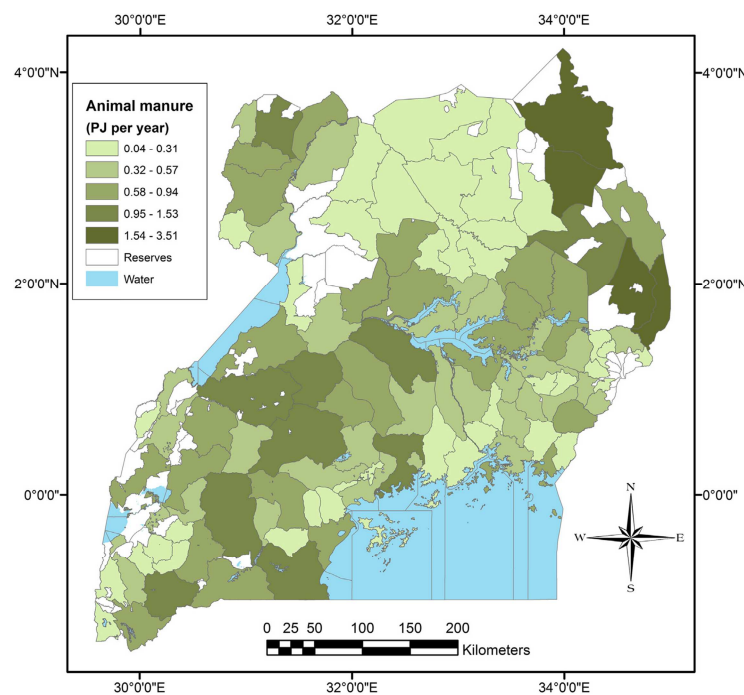 30°0'0"E 32°0'0"E 34°0'0"E
4°0'0"N 4°0'0"N
Animal manure
(PJ per year)
0.04 - 0.31
0.32 - 0.57
0.58 - 0.94
0.95 - 1.53
1.54 - 3.51
Reserves
Water
2°0'0"N 2°0'0"N
0°0'0"N 0°0'0"N
N
W E
S
0 25 50 100 150 200
Kilometers
30°0'0"E 32°0'0"E 34°0'0"E